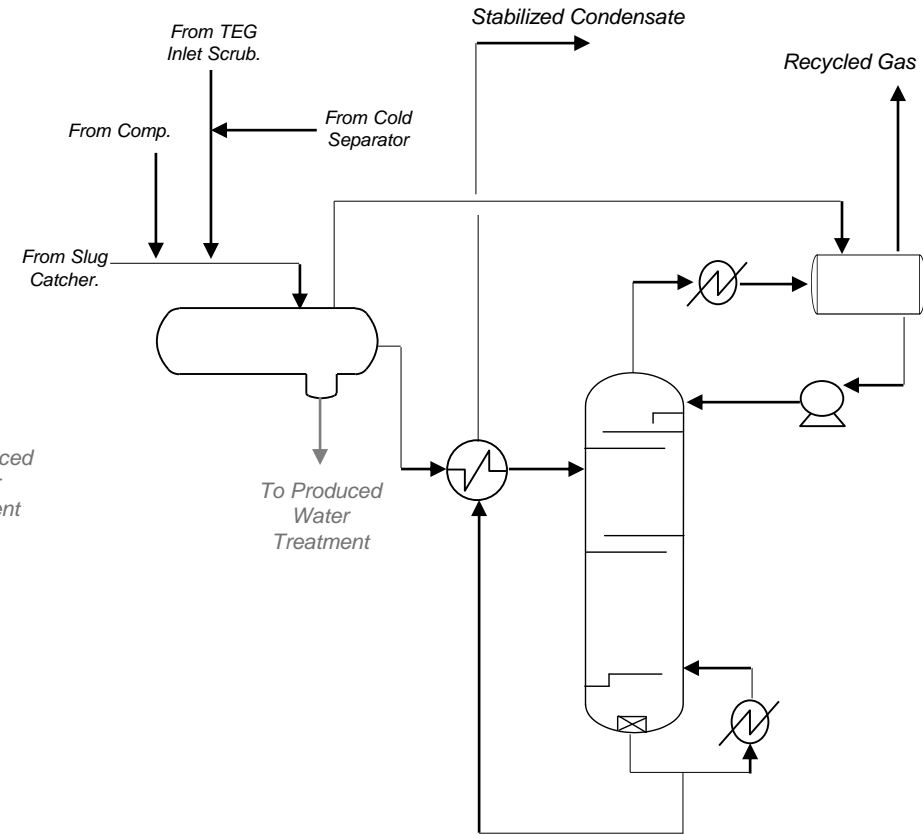 Stabilized Condensate
From TEG
Inlet Scrub.
Recycled Gas
From Comp.
From Cold
Separator
From Slug
Catcher.
To Produced
Water
Treatment